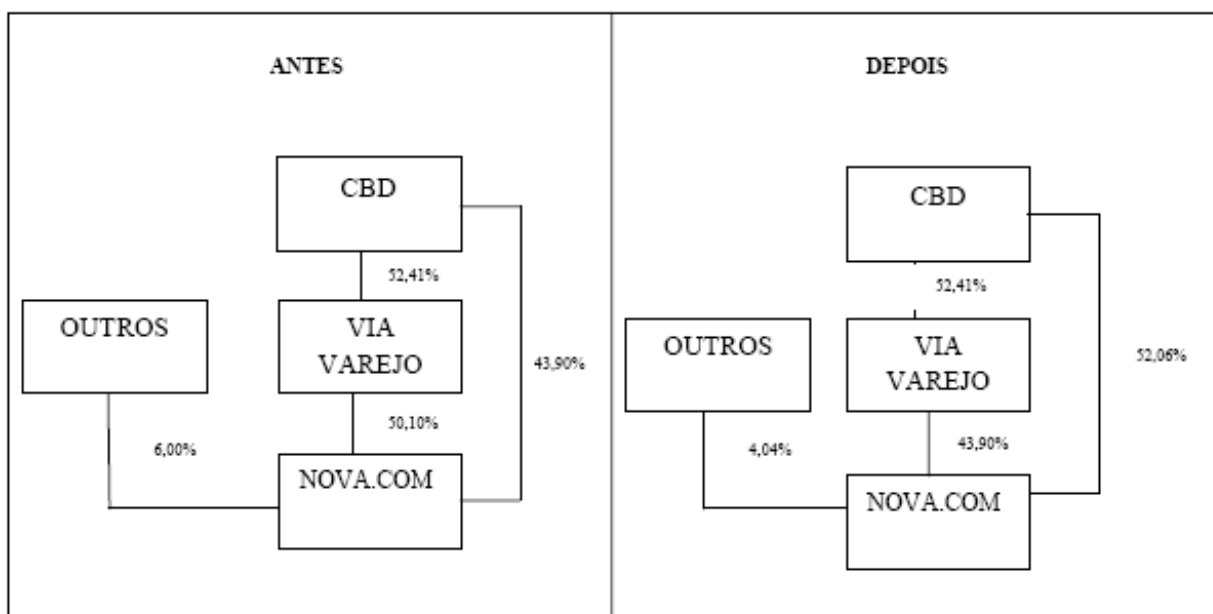 ANTES
CBD
52,41%
OUTROS
VIA
VAREJO
43,90%
50,10%
6,00%
NOVA.COM
DEPOIS
CBD
52,41%
OUTROS
VIA
VAREJO
52,06%
4,04%
43,90%
NOVA.COM